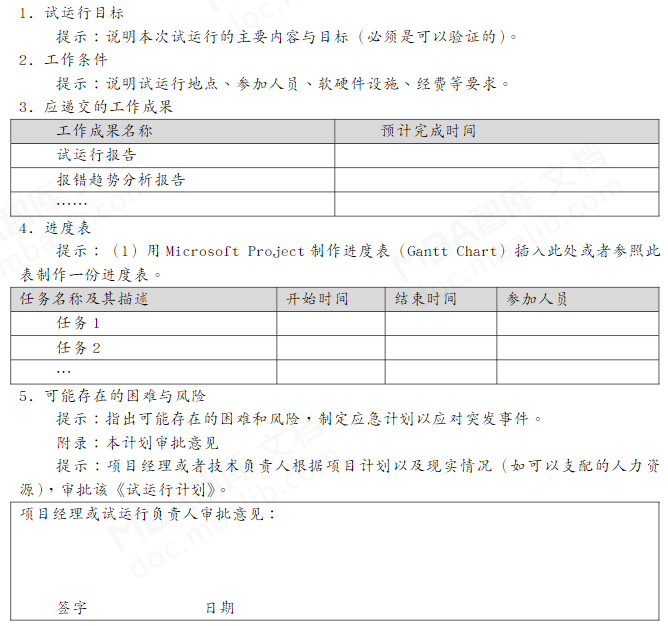 1. 试运行目标
提示：说明本次试运行的主要内容与目标（必须是可以验证的）。
2. 工作条件
提示：说明试运行地点、参加人员、软硬件设施、经费等要求。
3. 应递交的工作成果
工作成果名称 预计完成时间
试运行报告
报错趋势分析报告
……
4. 进度表
提示：（1）用 Microsoft Project 制作进度表（Gantt Chart）插入此处或者参照此
表制作一份进度表。
任务名称及其描述 开始时间 结束时间 参加人员
任务 1
任务 2
…
5. 可能存在的困难与风险
提示：指出可能存在的困难和风险，制定应急计划以应对突发事件。
附录：本计划审批意见
提示：项目经理或者技术负责人根据项目计划以及现实情况（如可以支配的人力资
源），审批该《试运行计划》。
项目经理或试运行负责人审批意见：
签字 日期